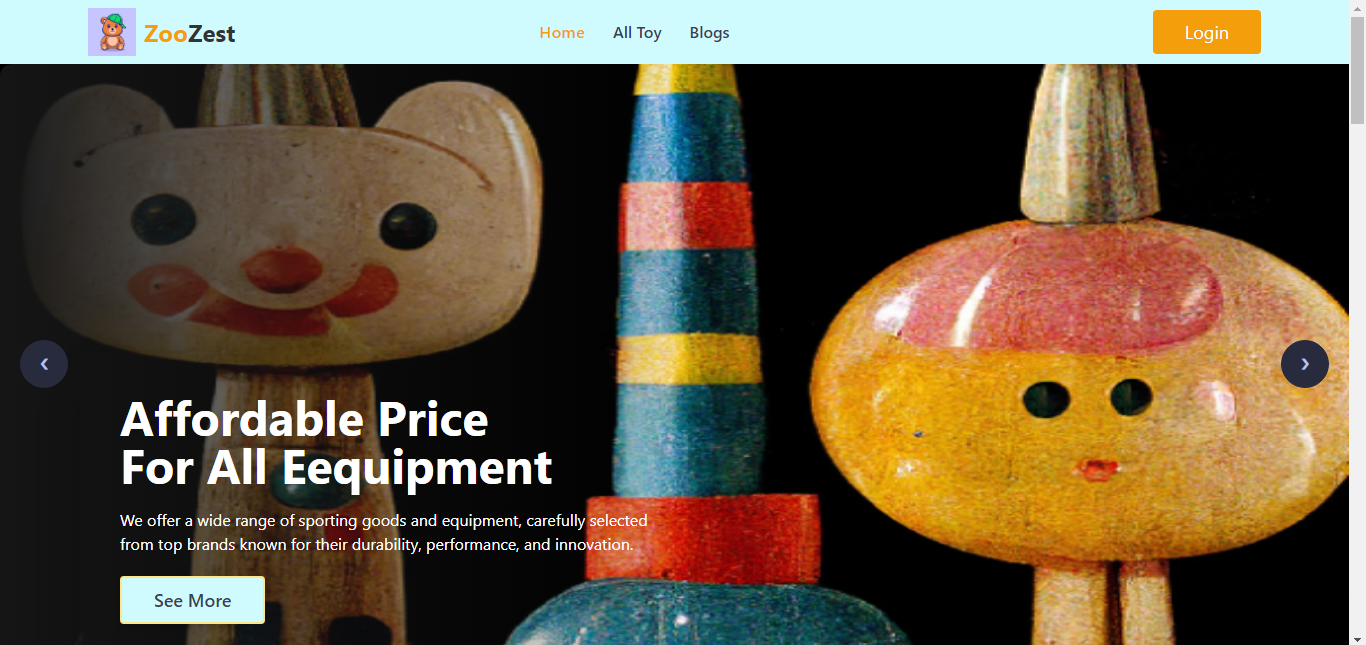 ZooZest
Home
All Toy
Blogs
Login
Affordable Price
For All Eequipment
We offer a wide range of sporting goods and equipment, carefully selected
from top brands known for their durability, performance, and innovation.
See More